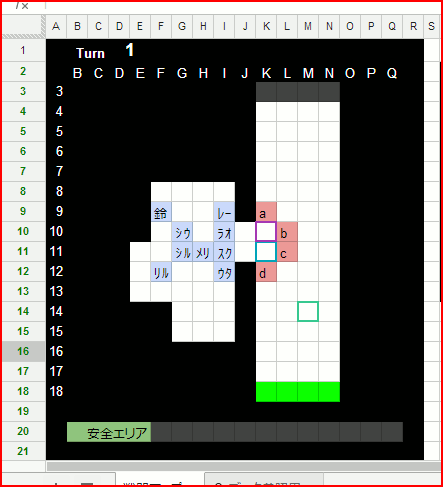 A B C D E F G H I J K L M N O P Q R S
1 Turn 1
2 B C D E F G H I J K L M N O P Q
3 3
4 4
5 5
6 6
7 7
8 8
9 9 鈴 ﾚｰ a
10 10 ｼｳ ﾗｵ b
11 11 ｼﾙ ﾒﾘ ｽｸ c
12 12 ﾘﾙ ｳﾀ d
13 13
14 14
15 15
16 16
17 17
18 18
19
20 安全エリア
21